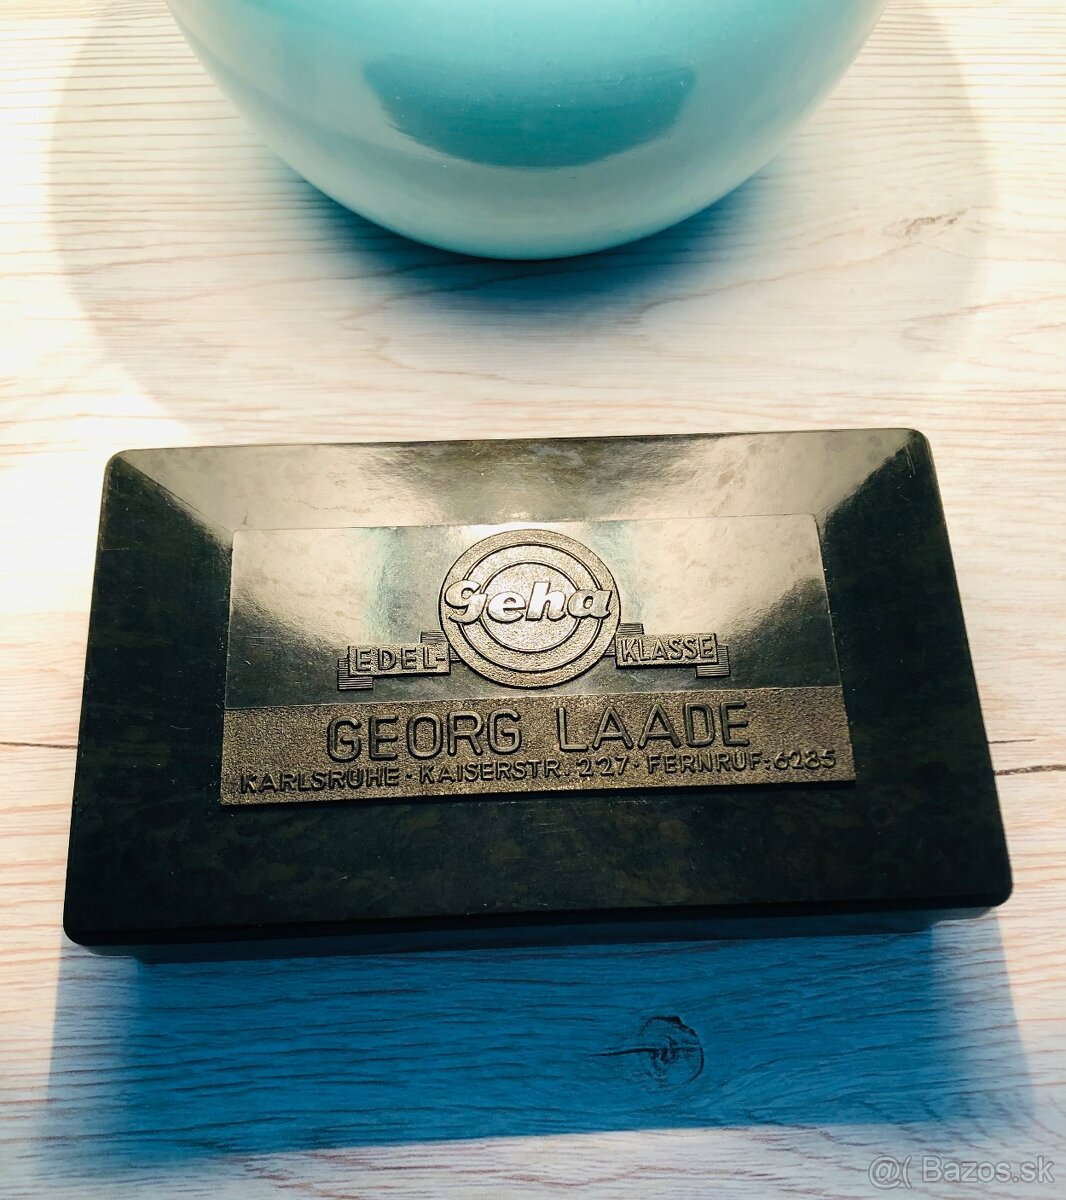 Geha
EDEL- KLASSE
GEORG LAADE
KARLSRUHE · KAISERSTR. 227 · FERNRUF: 6285
@( Bazos.sk